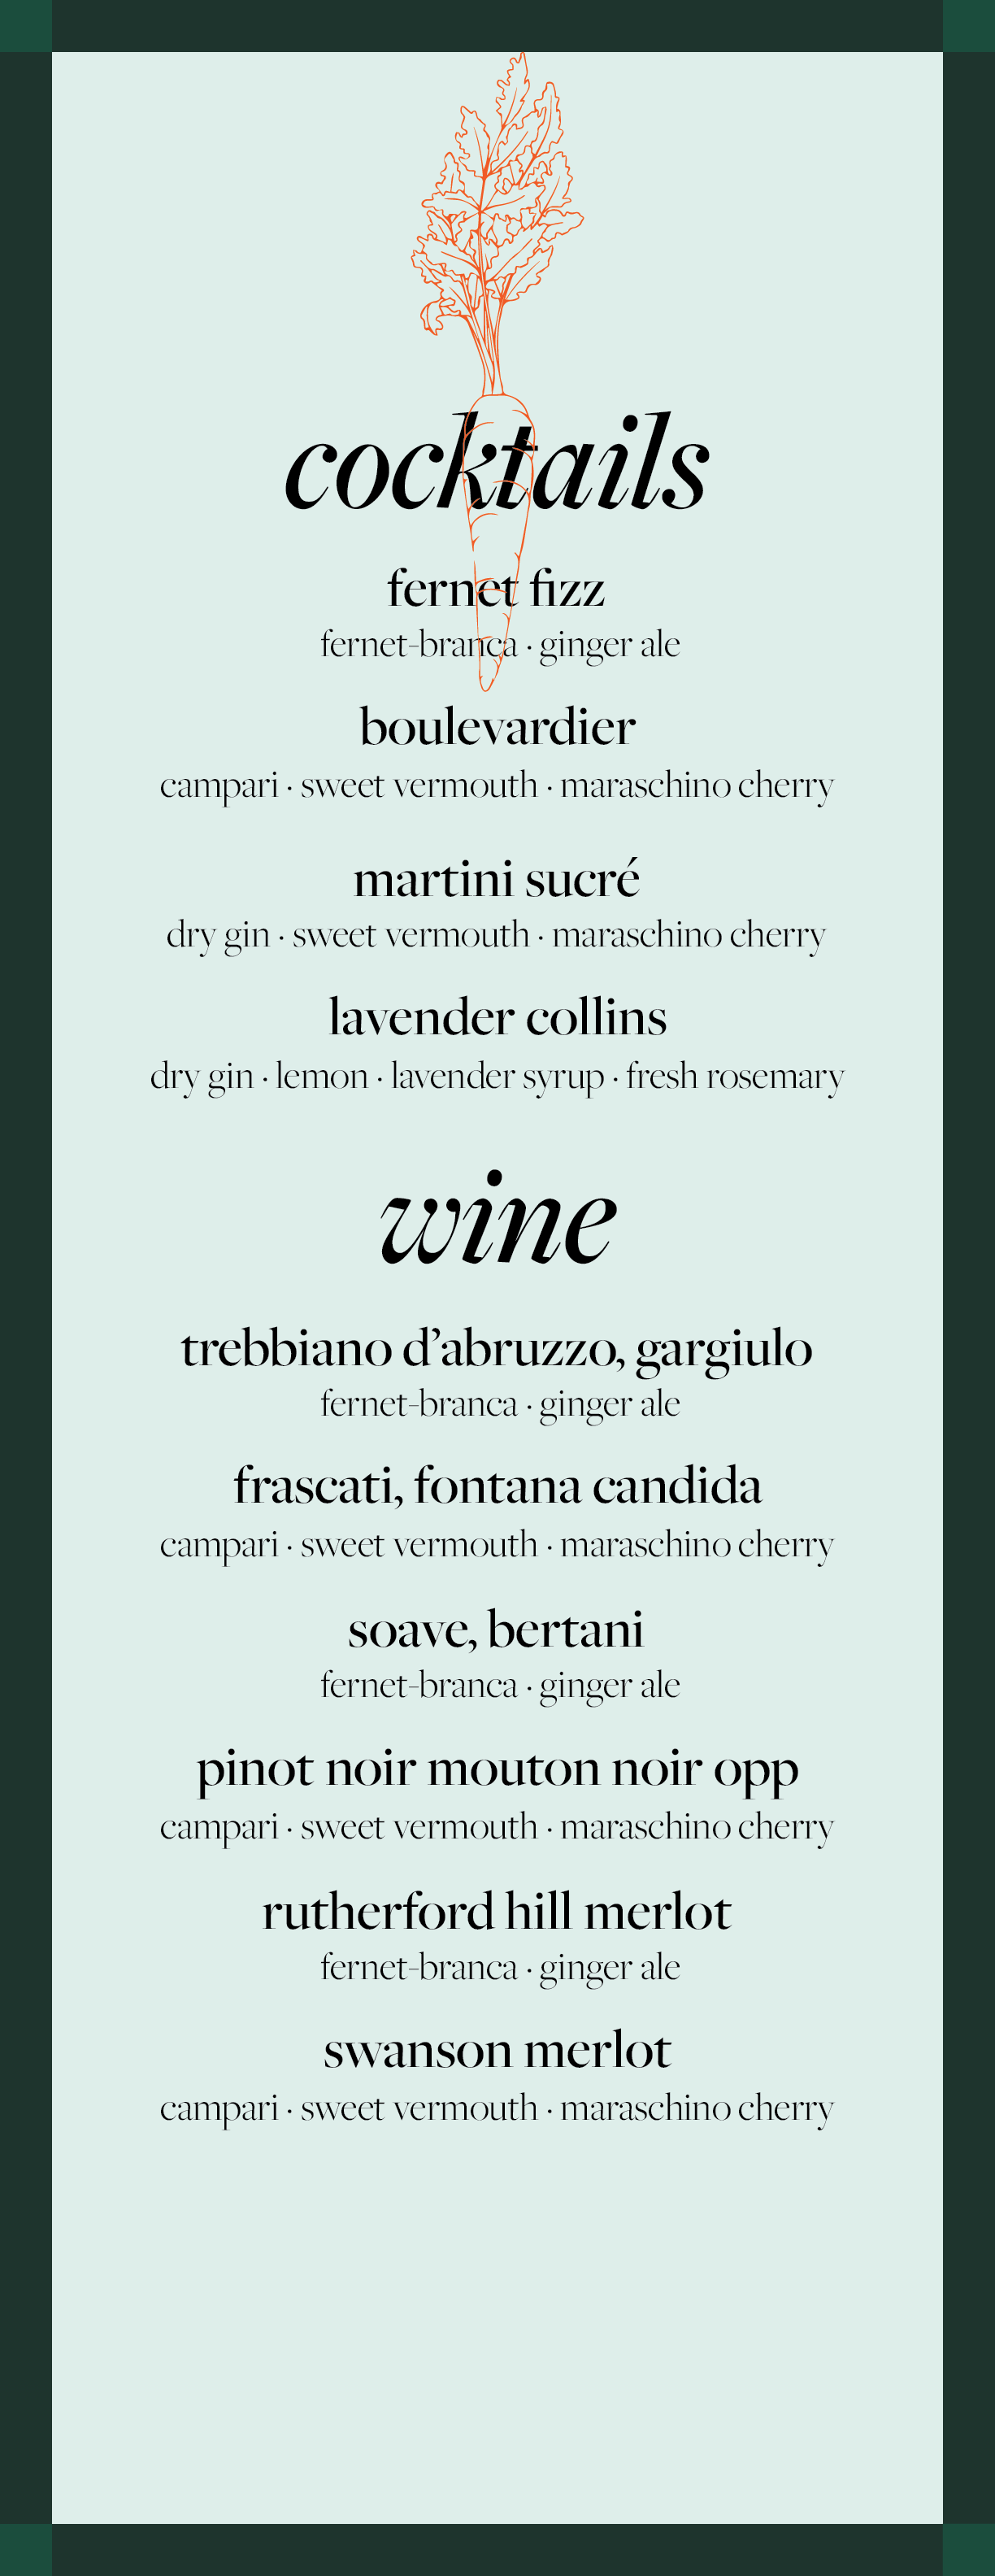 cocktails
fernet fizz
fernet-branca · ginger ale
boulevardier
campari · sweet vermouth · maraschino cherry
martini sucré
dry gin · sweet vermouth · maraschino cherry
lavender collins
dry gin · lemon · lavender syrup · fresh rosemary
wine
trebbiano d’abruzzo, gargiulo
fernet-branca · ginger ale
frascati, fontana candida
campari · sweet vermouth · maraschino cherry
soave, bertani
fernet-branca · ginger ale
pinot noir mouton noir opp
campari · sweet vermouth · maraschino cherry
rutherford hill merlot
fernet-branca · ginger ale
swanson merlot
campari · sweet vermouth · maraschino cherry